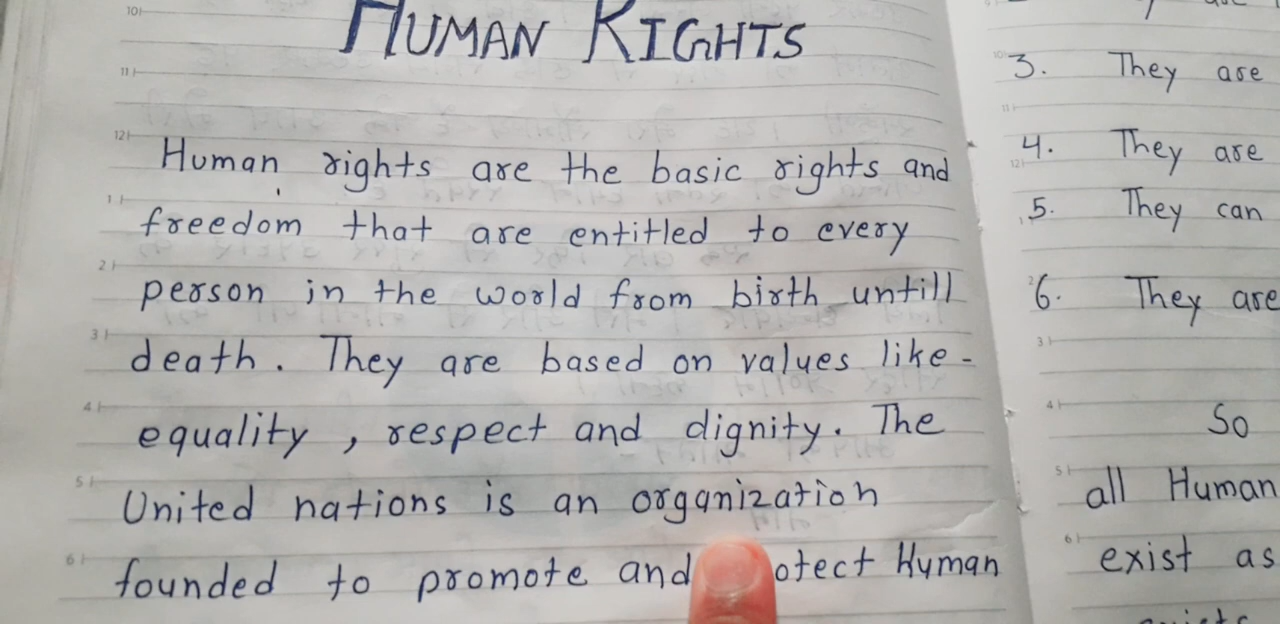 HUMAN RIGHTS
Human rights are the basic rights and
freedom that are entitled to every
person in the world from birth untill
death. They are based on values like -
equality, respect and dignity. The
United nations is an organization
founded to promote and otect Human
3. They are
4. They are
5. They can
6. They are
So
all Human
exist as